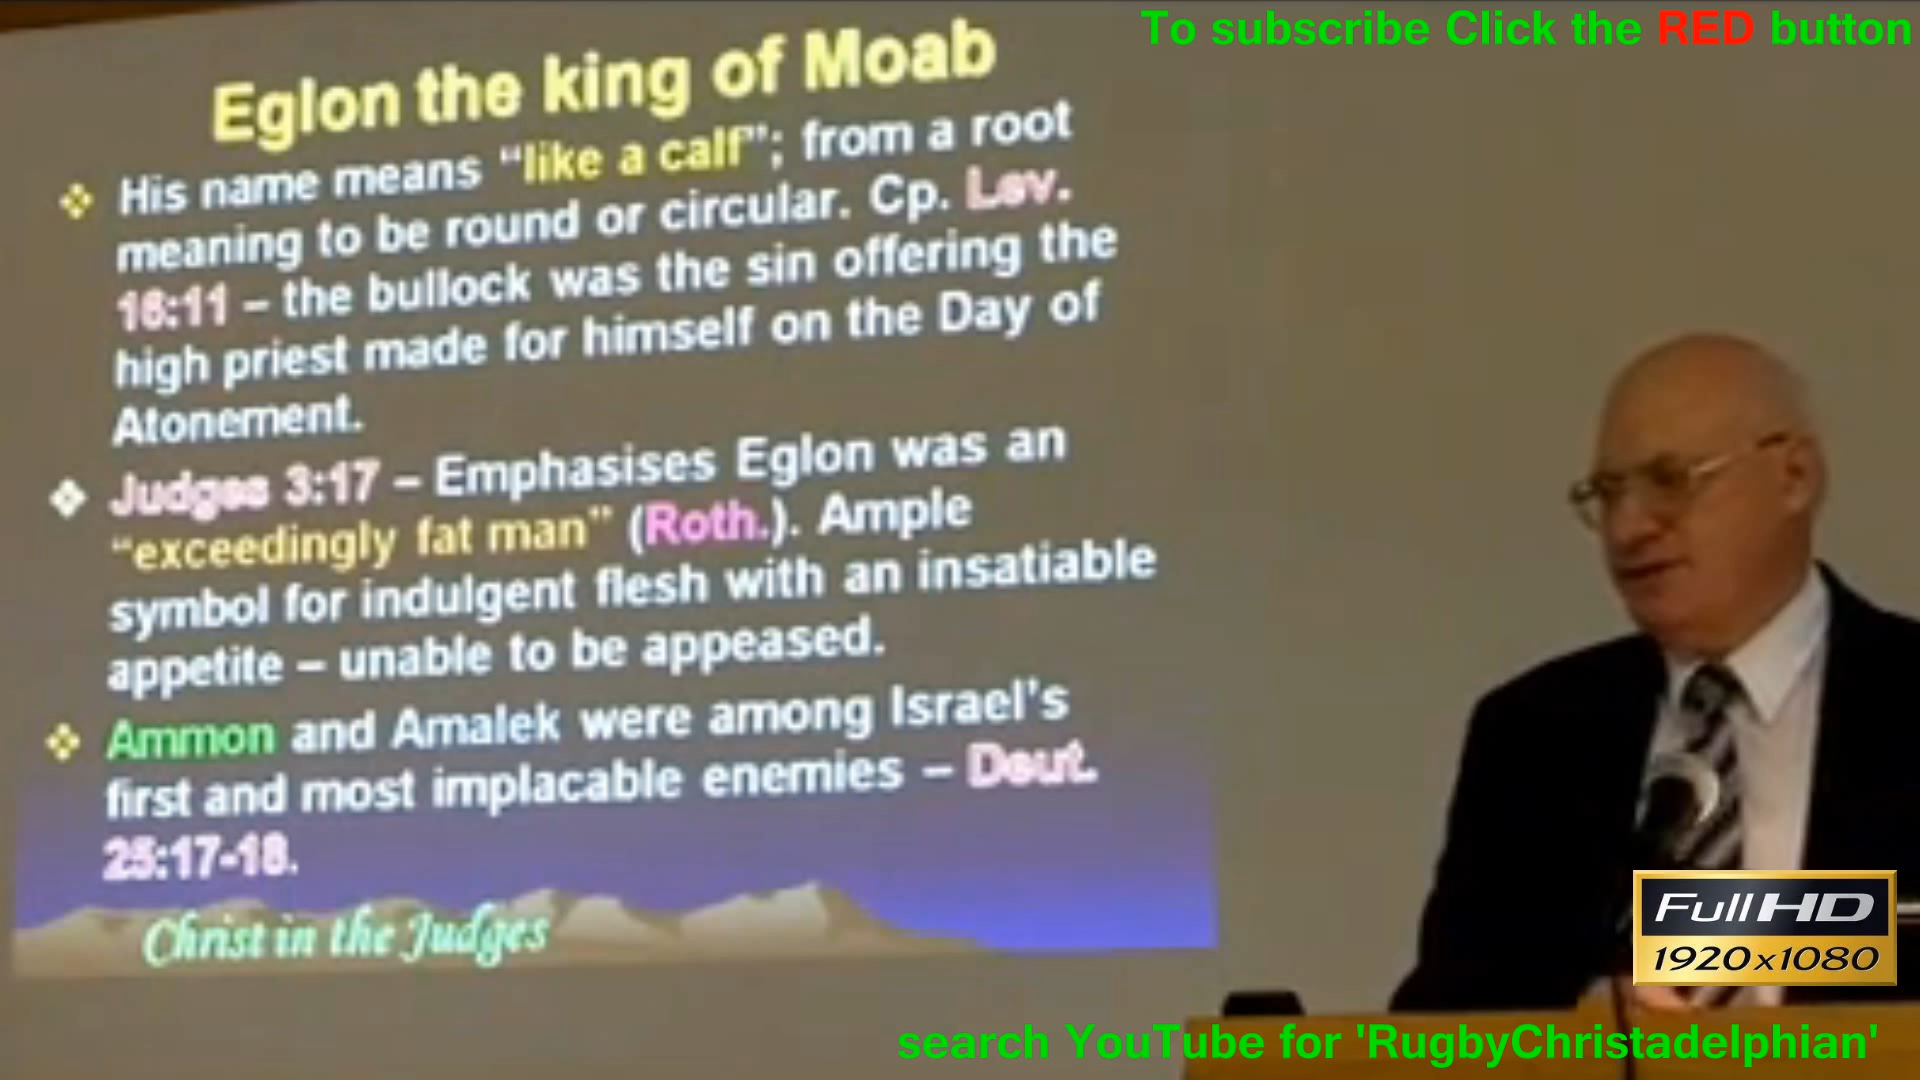 To subscribe Click the RED button
Eglon the king of Moab
His name means “like a calf”; from a root
meaning to be round or circular. Cp. Lev.
16:11 – the bullock was the sin offering the
high priest made for himself on the Day of
Atonement.
Judges 3:17 – Emphasises Eglon was an
“exceedingly fat man” (Roth.). Ample
symbol for indulgent flesh with an insatiable
appetite – unable to be appeased.
Ammon and Amalek were among Israel's
first and most implacable enemies – Deut.
25:17-18.
Christ in the Judges
Full HD
1920x1080
search YouTube for 'RugbyChristadelphian'